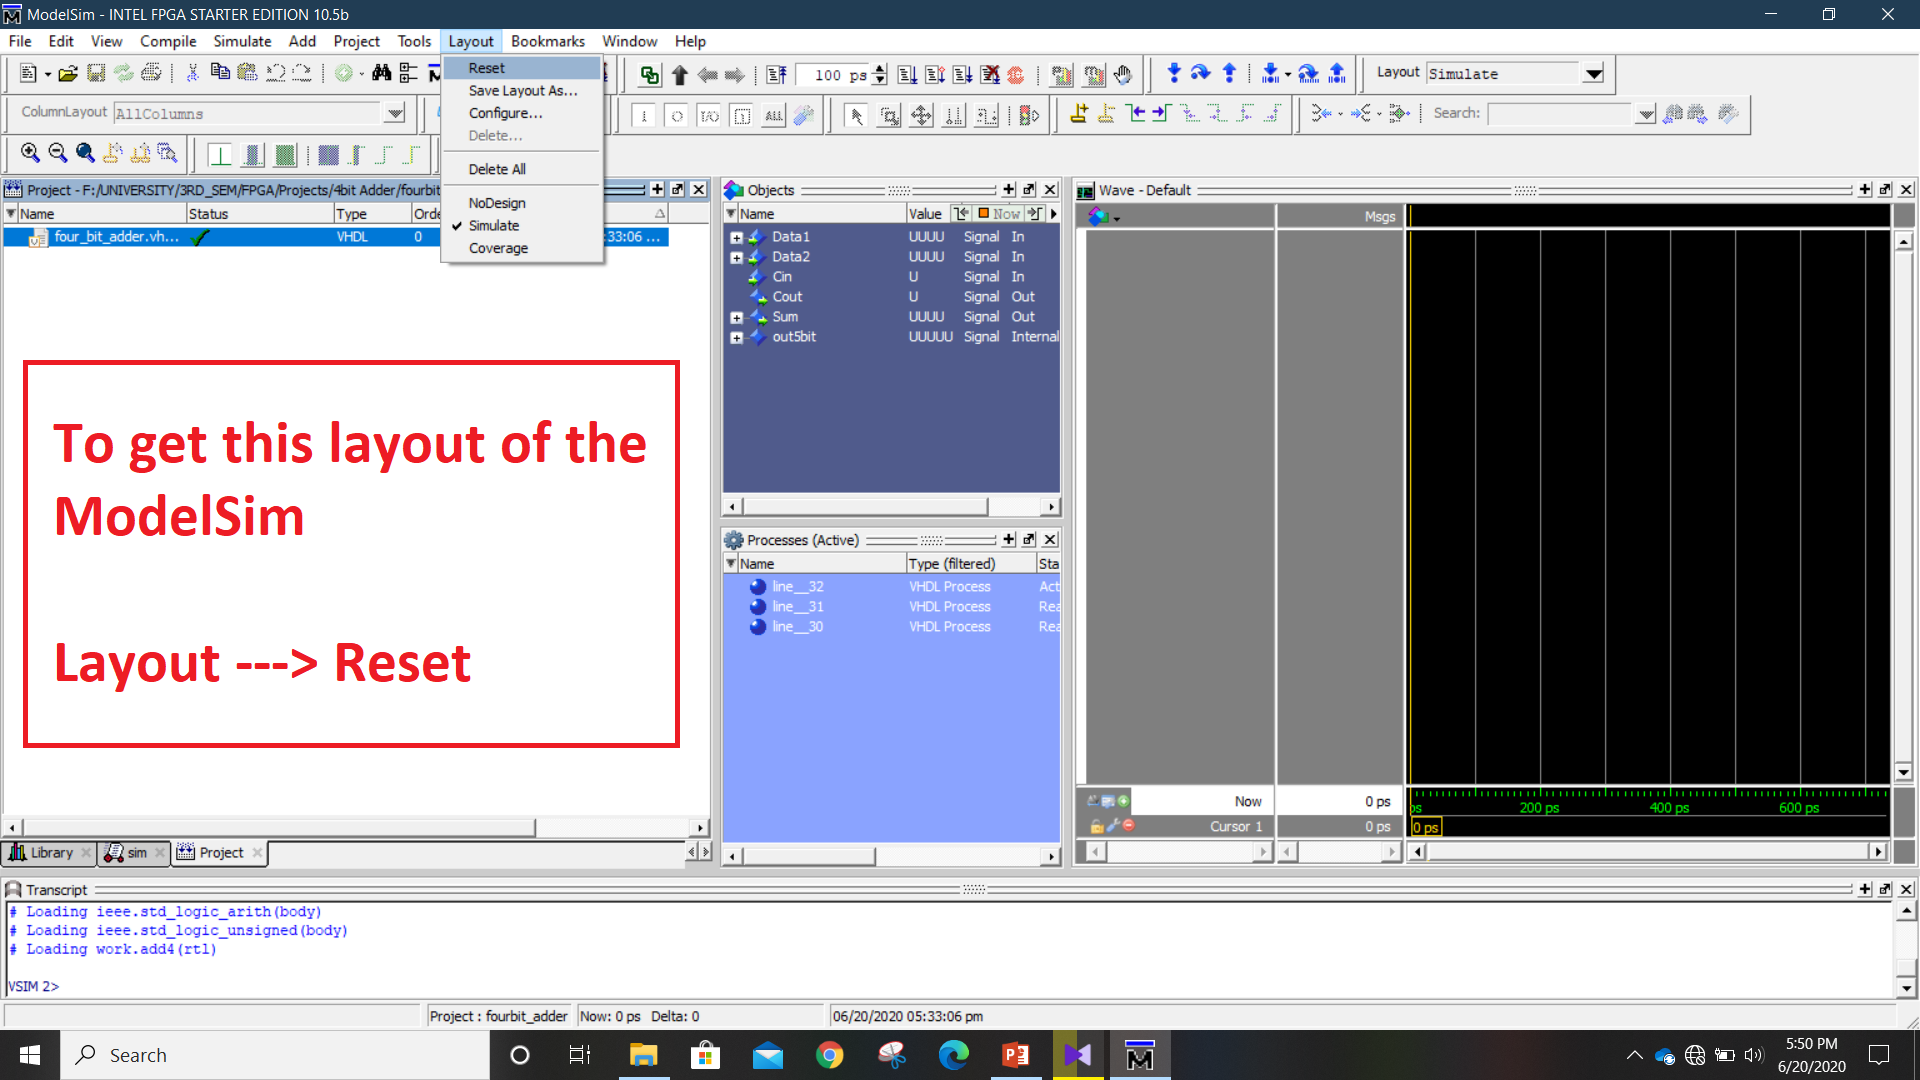 ModelSim - INTEL FPGA STARTER EDITION 10.5b
File Edit View Compile Simulate Add Project Tools Layout Bookmarks Window Help
100 ps
Layout Simulate
Reset
Save Layout As...
Configure...
Delete...
Delete All
NoDesign
Simulate
Coverage
ColumnLayout AllColumns
ALL
Search:
Project - F:/UNIVERSITY/3RD_SEM/FPGA/Projects/4bit Adder/fourbit
Name Status Type Orde
four_bit_adder.vh... VHDL 0 :33:06 ...
To get this layout of the
ModelSim
Layout ---> Reset
Library sim Project
Objects
Name Value Now
Data1 UUUU Signal In
Data2 UUUU Signal In
Cin U Signal In
Cout U Signal Out
Sum UUUU Signal Out
out5bit UUUUU Signal Internal
Processes (Active)
Name Type (filtered) Sta
line__32 VHDL Process Act
line__31 VHDL Process Rea
line__30 VHDL Process Rea
Wave - Default
Msgs
Now 0 ps
Cursor 1 0 ps
ps 200 ps 400 ps 600 ps
0 ps
Transcript
# Loading ieee.std_logic_arith(body)
# Loading ieee.std_logic_unsigned(body)
# Loading work.add4(rtl)
VSIM 2>
Project : fourbit_adder Now: 0 ps Delta: 0 06/20/2020 05:33:06 pm
Search
5:50 PM
6/20/2020